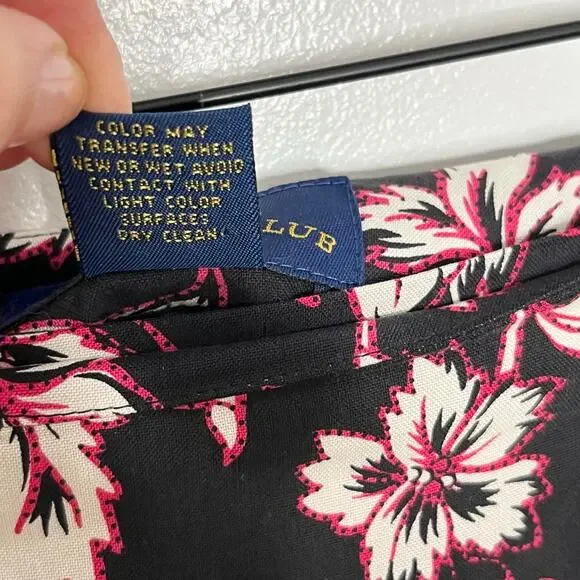 COLOR MAY
TRANSFER WHEN
NEW OR WET AVOID
CONTACT WITH
LIGHT COLOR
SURFACES
DRY CLEAN
LUB